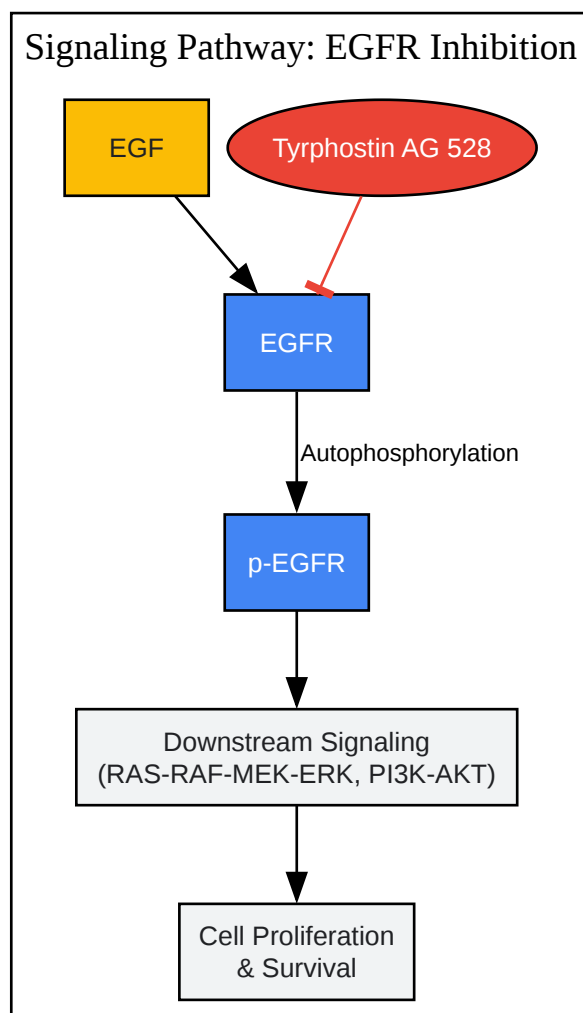 Signaling Pathway: EGFR Inhibition
EGF
Tyrphostin AG 528
EGFR
Autophosphorylation
p-EGFR
Downstream Signaling
(RAS-RAF-MEK-ERK, PI3K-AKT)
Cell Proliferation
& Survival